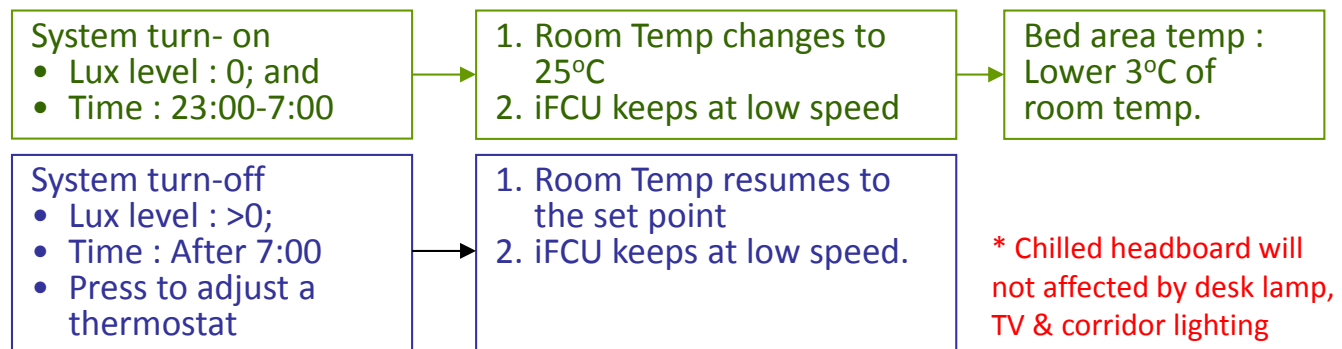 System turn- on
• Lux level : 0; and
• Time : 23:00-7:00
1. Room Temp changes to
25°C
2. iFCU keeps at low speed
Bed area temp :
Lower 3°C of
room temp.
System turn-off
• Lux level : >0;
• Time : After 7:00
• Press to adjust a
thermostat
1. Room Temp resumes to
the set point
2. iFCU keeps at low speed.
* Chilled headboard will
not affected by desk lamp,
TV & corridor lighting